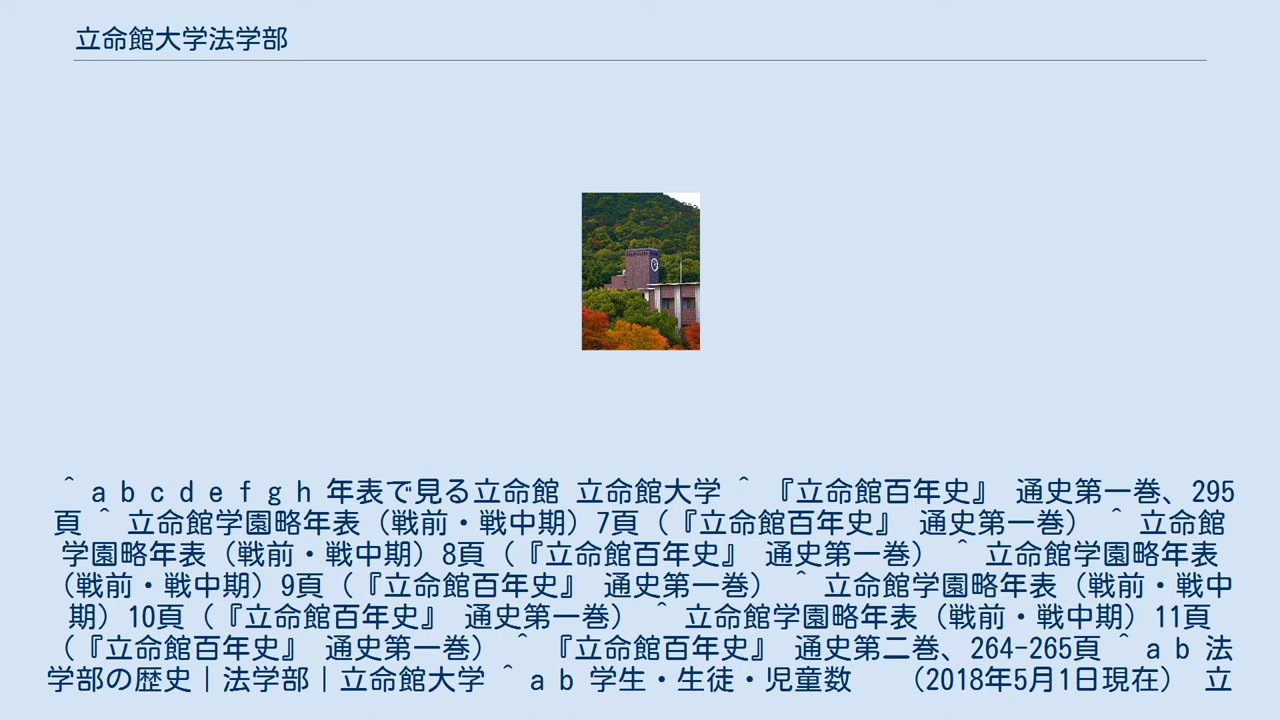 立命館大学法学部
^ a b c d e f g h 年表で見る立命館 立命館大学 ^ 『立命館百年史』 通史第一巻、295
頁 ^ 立命館学園略年表（戦前・戦中期）7頁（『立命館百年史』 通史第一巻） ^ 立命館
学園略年表（戦前・戦中期）8頁（『立命館百年史』 通史第一巻） ^ 立命館学園略年表
（戦前・戦中期）9頁（『立命館百年史』 通史第一巻） ^ 立命館学園略年表（戦前・戦中
期）10頁（『立命館百年史』 通史第一巻） ^ 立命館学園略年表（戦前・戦中期）11頁
（『立命館百年史』 通史第一巻） ^ 『立命館百年史』 通史第二巻、264-265頁 ^ a b 法
学部の歴史｜法学部｜立命館大学 ^ a b 学生・生徒・児童数 （2018年5月1日現在） 立